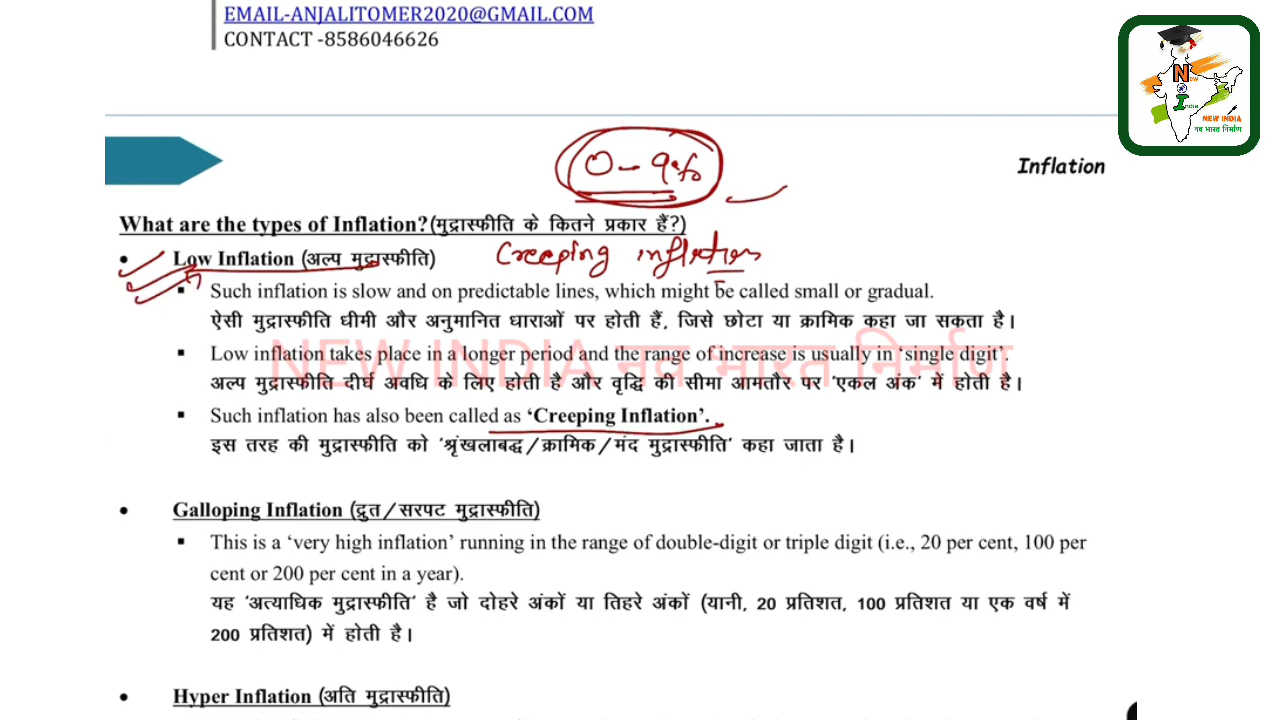 EMAIL-ANJALITOMER2020@GMAIL.COM
CONTACT -8586046626
N
ew
I
ndia
NEW INDIA
नव भारत निर्माण
0 - 9%
Inflation
What are the types of Inflation?(मुद्रास्फीति के कितने प्रकार हैं?)
• Low Inflation (अल्प मुद्रास्फीति)
Creeping inflation
▪ Such inflation is slow and on predictable lines, which might be called small or gradual.
ऐसी मुद्रास्फीति धीमी और अनुमानित धाराओं पर होती हैं, जिसे छोटा या क्रामिक कहा जा सकता है।
▪ Low inflation takes place in a longer period and the range of increase is usually in ‘single digit’.
NEW INDIA नव भारत निर्माण
अल्प मुद्रास्फीति दीर्घ अवधि के लिए होती है और वृद्धि की सीमा आमतौर पर ‘एकल अंक’ में होती है।
▪ Such inflation has also been called as ‘Creeping Inflation’.
इस तरह की मुद्रास्फीति को ‘श्रृंखलाबद्ध/क्रामिक/मंद मुद्रास्फीति’ कहा जाता है।
• Galloping Inflation (द्रुत/सरपट मुद्रास्फीति)
▪ This is a ‘very high inflation’ running in the range of double-digit or triple digit (i.e., 20 per cent, 100 per
cent or 200 per cent in a year).
यह ‘अत्याधिक मुद्रास्फीति’ है जो दोहरे अंकों या तिहरे अंकों (यानी, 20 प्रतिशत, 100 प्रतिशत या एक वर्ष में
200 प्रतिशत) में होती है।
• Hyper Inflation (अति मुद्रास्फीति)